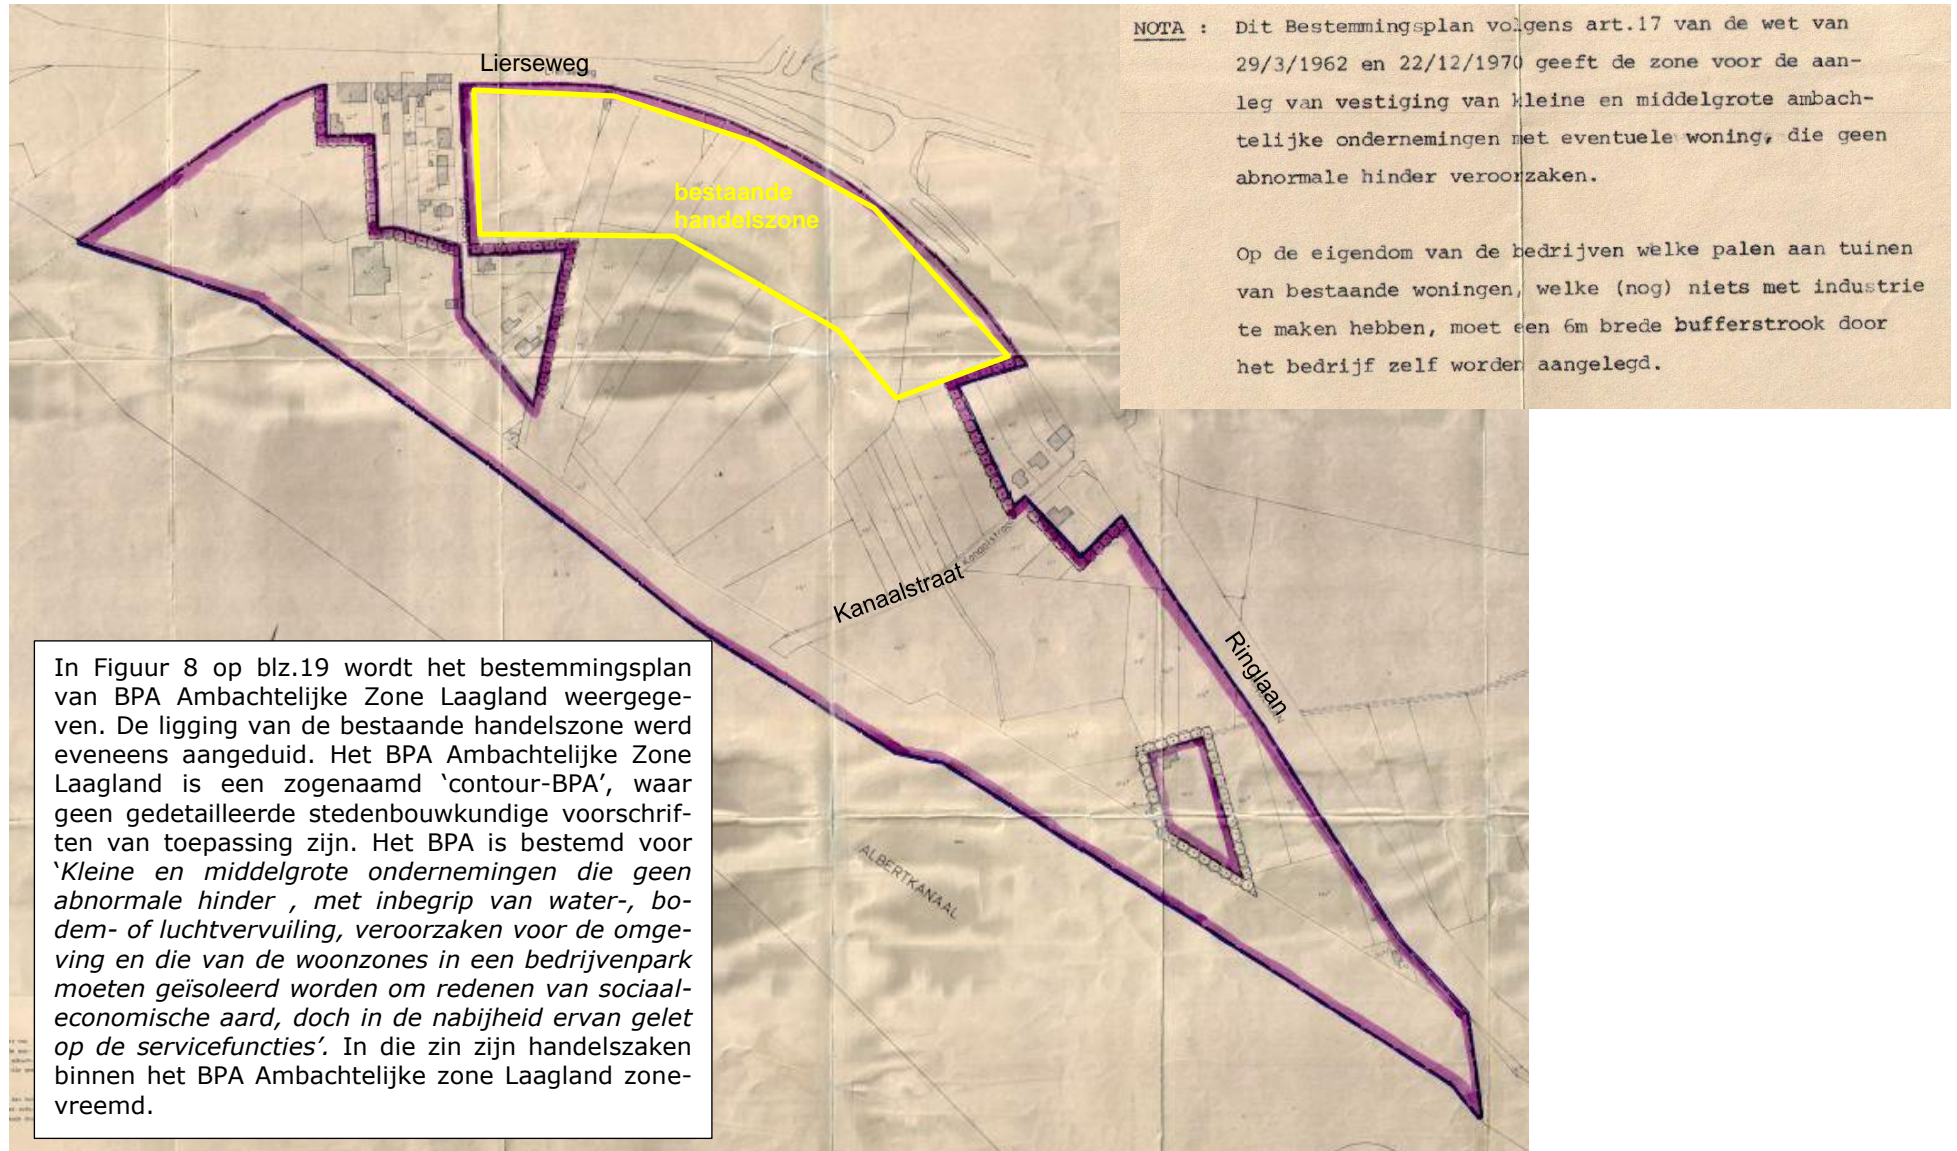 NOTA : Dit Bestemmingsplan volgens art.17 van de wet van
29/3/1962 en 22/12/1970 geeft de zone voor de aan-
leg van vestiging van kleine en middelgrote ambach-
telijke ondernemingen met eventuele woning, die geen
abnormale hinder veroorzaken.
Op de eigendom van de bedrijven welke palen aan tuinen
van bestaande woningen, welke (nog) niets met industrie
te maken hebben, moet een 6m brede bufferstrook door
het bedrijf zelf worden aangelegd.
Lierseweg
Lierseweg
bestaande
handelszone
Kanaalstraat
Kanaalstraat
Ringlaan
ALBERTKANAAL
In Figuur 8 op blz.19 wordt het bestemmingsplan
van BPA Ambachtelijke Zone Laagland weergege-
ven. De ligging van de bestaande handelszone werd
eveneens aangeduid. Het BPA Ambachtelijke Zone
Laagland is een zogenaamd ‘contour-BPA’, waar
geen gedetailleerde stedenbouwkundige voorschrif-
ten van toepassing zijn. Het BPA is bestemd voor
‘Kleine en middelgrote ondernemingen die geen
abnormale hinder , met inbegrip van water-, bo-
dem- of luchtvervuiling, veroorzaken voor de omge-
ving en die van de woonzones in een bedrijvenpark
moeten geïsoleerd worden om redenen van sociaal-
economische aard, doch in de nabijheid ervan gelet
op de servicefuncties’. In die zin zijn handelszaken
binnen het BPA Ambachtelijke zone Laagland zone-
vreemd.